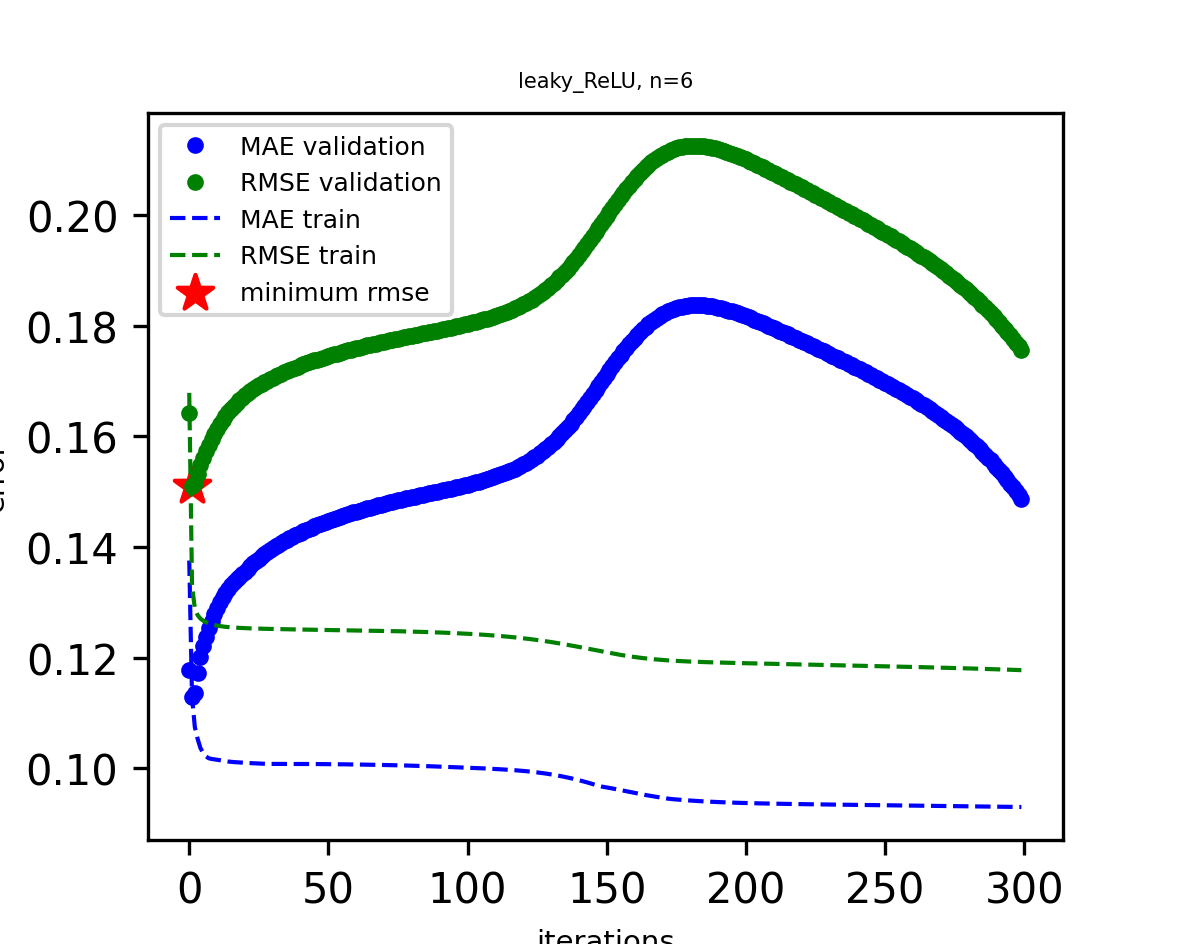 leaky_ReLU, n=6
MAE validation
RMSE validation
MAE train
RMSE train
minimum rmse
0.20
0.18
0.16
0.14
0.12
0.10
0 50 100 150 200 250 300
iterations